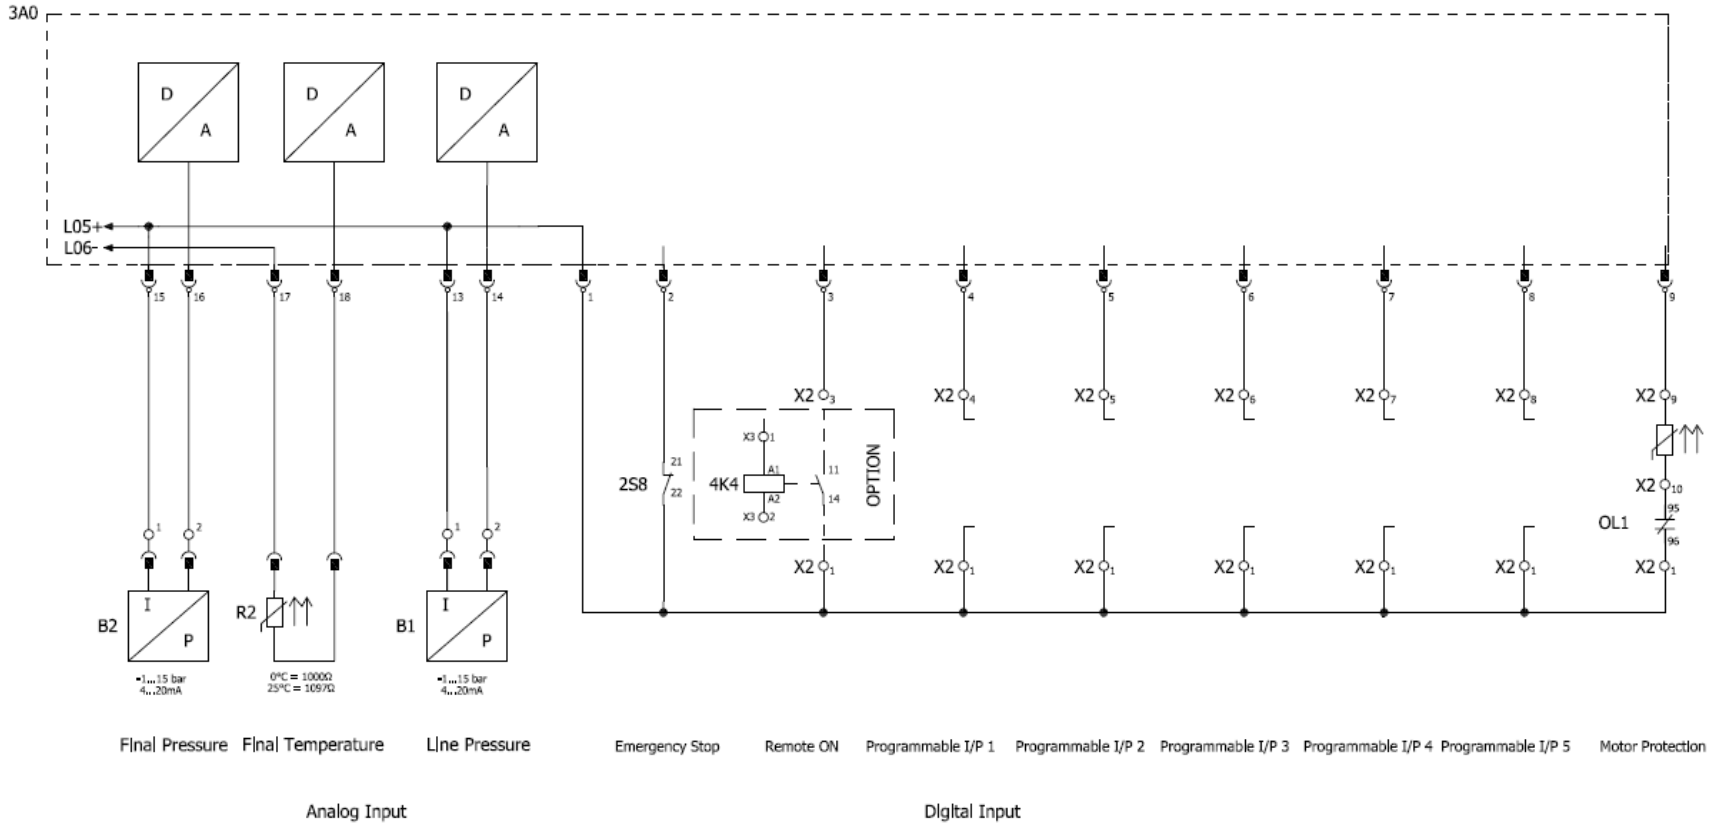 3A0
D D D
A A A
L05+
L06-
15 16 17 18 13 14 1 2 3 4 5 6 7 8 9
X2 3 X2 4 X2 5 X2 6 X2 7 X2 8 X2 9
X3 1
OPTION
21 A1 11
2S8 4K4
22 A2 14
X2 10
X3 2
95
OL1
1 2 1 2
96
X2 1 X2 1 X2 1 X2 1 X2 1 X2 1 X2 1
I I
B2 R2 B1
P P
-1...15 bar 0°C = 1000Ω -1...15 bar
4...20mA 25°C = 1097Ω 4...20mA
Final Pressure Final Temperature Line Pressure Emergency Stop Remote ON Programmable I/P 1 Programmable I/P 2 Programmable I/P 3 Programmable I/P 4 Programmable I/P 5 Motor Protection
Analog Input Digital Input